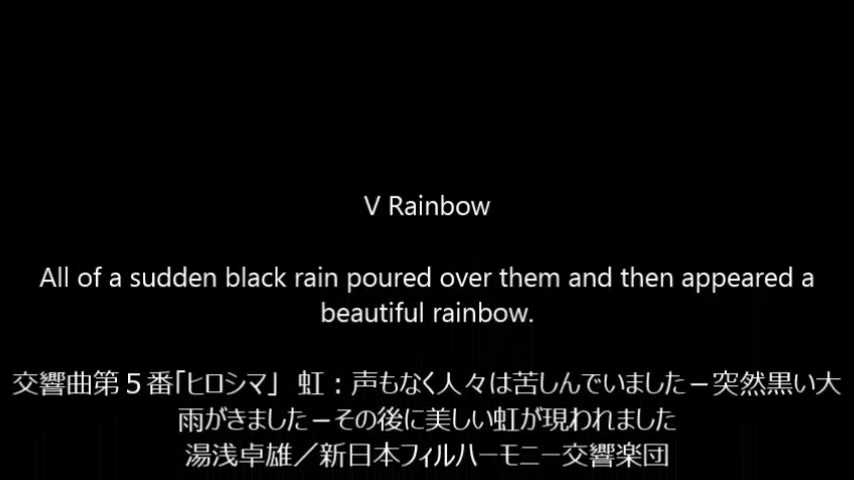 V Rainbow
All of a sudden black rain poured over them and then appeared a
beautiful rainbow.
交響曲第５番｢ヒロシマ」 虹：声もなく人々は苦しんでいました－突然黒い大
雨がきました－その後に美しい虹が現われました
湯浅卓雄／新日本フィルハーモニー交響楽団